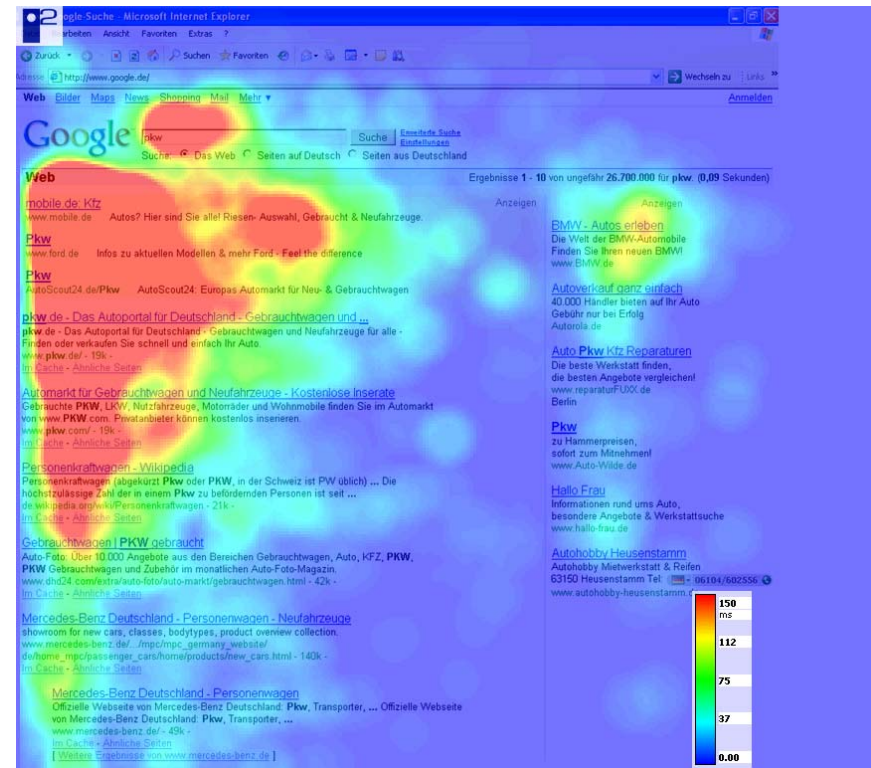 oogle-Suche - Microsoft Internet Explorer
earbeiten Ansicht Favoriten Extras ?
Zurück Suchen Favoriten
Adresse http://www.google.de/ Wechseln zu Links »
Web Bilder Maps News Shopping Mail Mehr ▼ Anmelden
Google pkw Suche Erweiterte Suche
Einstellungen
Suche: Das Web Seiten auf Deutsch Seiten aus Deutschland
Web Ergebnisse 1 - 10 von ungefähr 26.700.000 für pkw. (0,09 Sekunden)
mobile.de: Kfz Anzeigen
www.mobile.de Autos? Hier sind Sie alle! Riesen- Auswahl, Gebraucht & Neufahrzeuge.
Pkw
www.ford.de Infos zu aktuellen Modellen & mehr Ford - Feel the difference
Pkw
AutoScout24.de/Pkw AutoScout24: Europas Automarkt für Neu- & Gebrauchtwagen
pkw.de - Das Autoportal für Deutschland - Gebrauchtwagen und ...
pkw.de - Das Autoportal für Deutschland - Gebrauchtwagen und Neufahrzeuge für alle -
Finden oder verkaufen Sie schnell und einfach Ihr Auto.
www.pkw.de/ - 19k -
Im Cache - Ähnliche Seiten
Automarkt für Gebrauchtwagen und Neufahrzeuge - Kostenlose Inserate
Gebrauchte PKW, LKW, Nutzfahrzeuge, Motorräder und Wohnmobile finden Sie im Automarkt
von www.PKW.com. Privatanbieter können kostenlos inserieren.
www.pkw.com/ - 19k -
Im Cache - Ähnliche Seiten
Personenkraftwagen - Wikipedia
Personenkraftwagen (abgekürzt Pkw oder PKW, in der Schweiz ist PW üblich) ... Die
höchstzulässige Zahl der in einem Pkw zu befördernden Personen ist seit ...
de.wikipedia.org/wiki/Personenkraftwagen - 21k -
Im Cache - Ähnliche Seiten
Gebrauchtwagen | PKW gebraucht
Auto-Foto: Über 10.000 Angebote aus den Bereichen Gebrauchtwagen, Auto, KFZ, PKW,
PKW Gebrauchtwagen und Zubehör im monatlichen Auto-Foto-Magazin.
www.dhd24.com/extra/auto-foto/auto-markt/gebrauchtwagen.html - 42k -
Im Cache - Ähnliche Seiten
Mercedes-Benz Deutschland - Personenwagen - Neufahrzeuge
showroom for new cars, classes, bodytypes, product overview collection.
www.mercedes-benz.de/.../mpc/mpc_germany_website/
de/home_mpc/passenger_cars/home/products/new_cars.html - 140k -
Im Cache - Ähnliche Seiten
Mercedes-Benz Deutschland - Personenwagen
Offizielle Webseite von Mercedes-Benz Deutschland: Pkw, Transporter, ... Offizielle Webseite
von Mercedes-Benz Deutschland: Pkw, Transporter, ...
www.mercedes-benz.de/ - 49k -
Im Cache - Ähnliche Seiten
[ Weitere Ergebnisse von www.mercedes-benz.de ]
Anzeigen
BMW - Autos erleben
Die Welt der BMW-Automobile
Finden Sie Ihren neuen BMW!
www.BMW.de
Autoverkauf ganz einfach
40.000 Händler bieten auf Ihr Auto
Gebühr nur bei Erfolg
Autorola.de
Auto Pkw Kfz Reparaturen
Die beste Werkstatt finden,
die besten Angebote vergleichen!
www.reparaturFUXX.de
Berlin
Pkw
zu Hammerpreisen,
sofort zum Mitnehmen!
www.Auto-Wilde.de
Hallo Frau
Informationen rund ums Auto,
besondere Angebote & Werkstattsuche
www.hallo-frau.de
Autohobby Heusenstamm
Autohobby Mietwerkstatt & Reifen
63150 Heusenstamm Tel: 06104/602556
www.autohobby-heusenstamm.d
150
ms
112
75
37
0.00